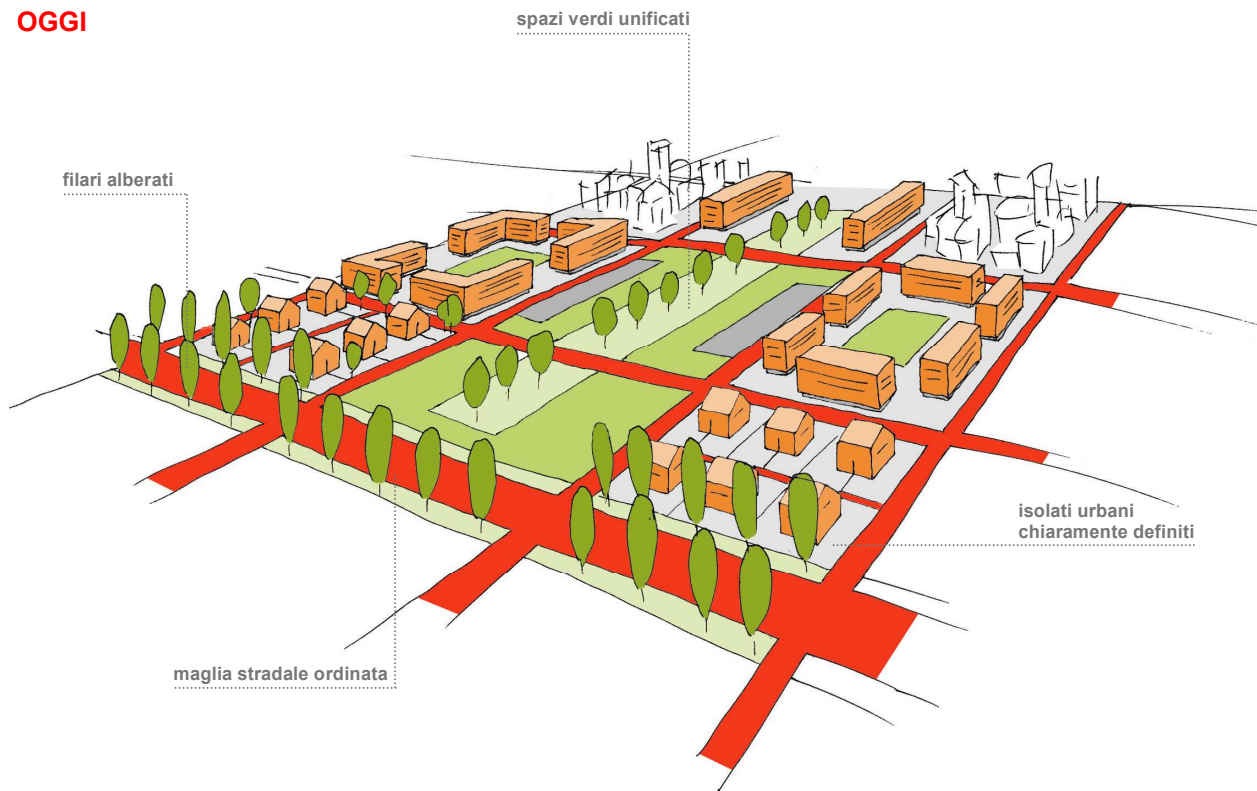 OGGI
spazi verdi unificati
filari alberati
isolati urbani
chiaramente definiti
maglia stradale ordinata